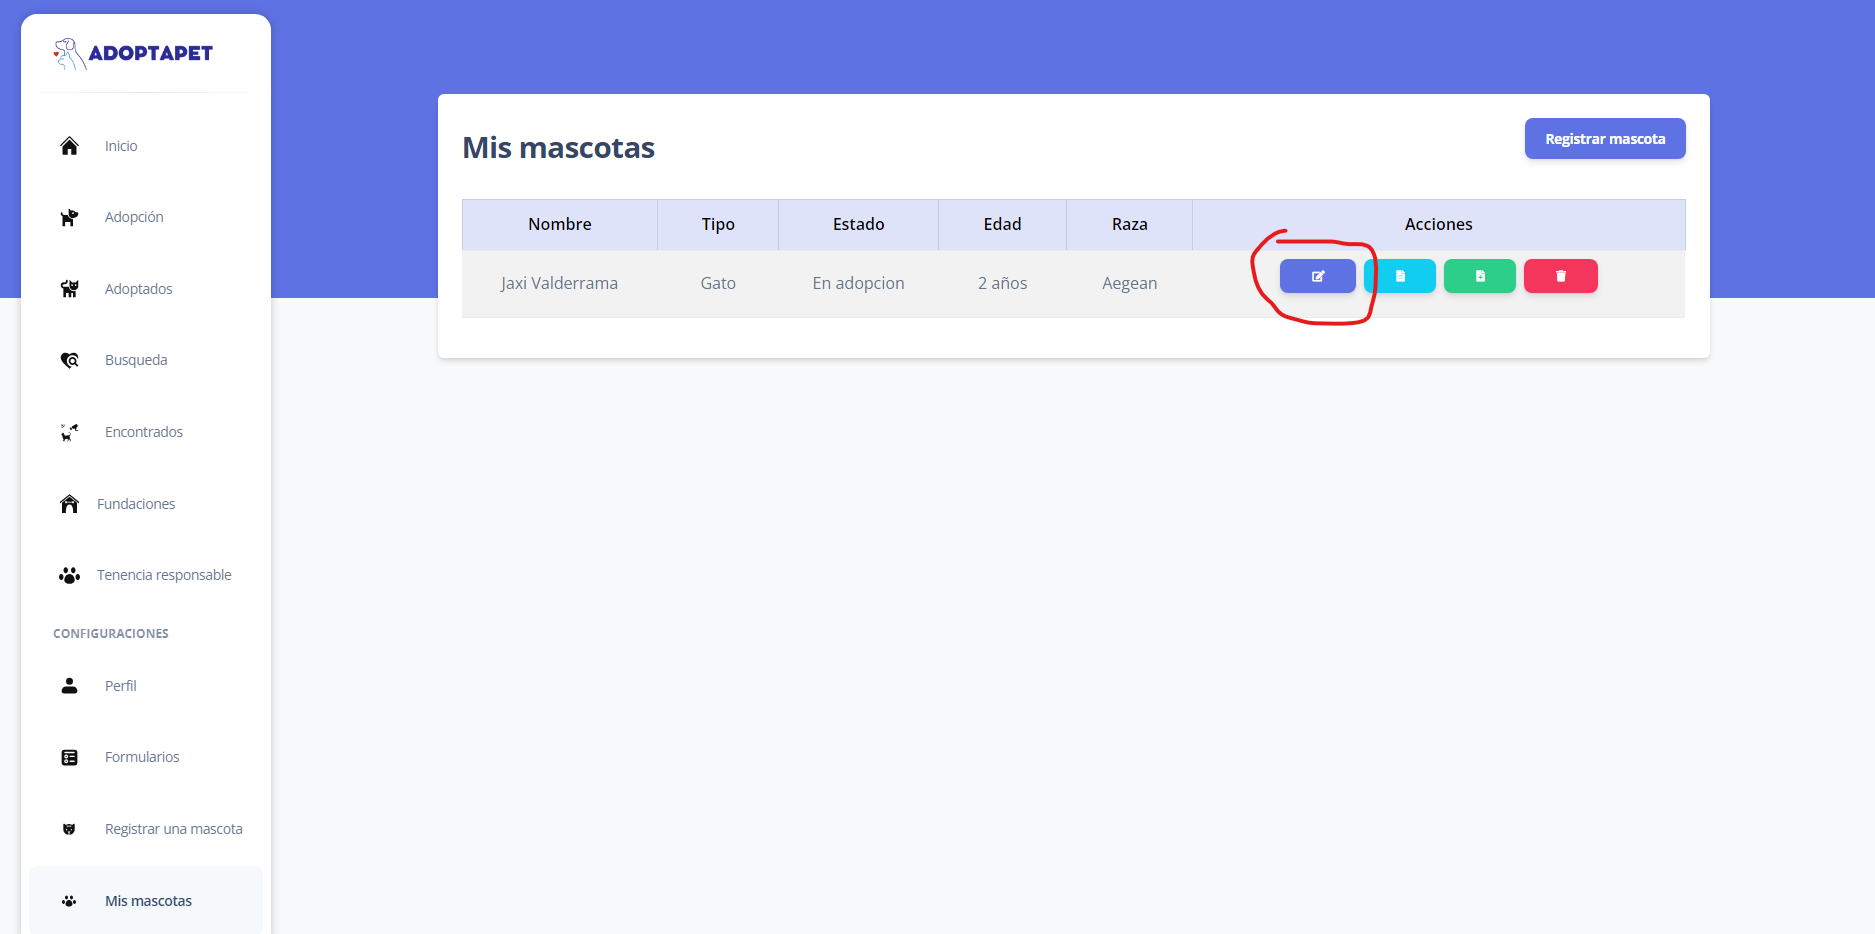 ADOPTAPET
Inicio
Adopción
Adoptados
Busqueda
Encontrados
Fundaciones
Tenencia responsable
CONFIGURACIONES
Perfil
Formularios
Registrar una mascota
Mis mascotas
Mis mascotas
Registrar mascota
Nombre Tipo Estado Edad Raza Acciones
Jaxi Valderrama Gato En adopcion 2 años Aegean